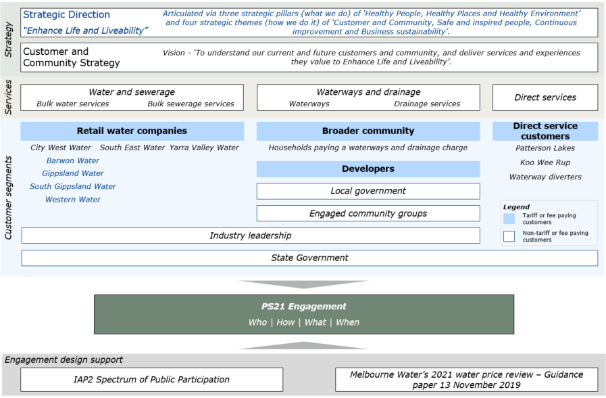 Strategy
Strategic Direction
"Enhance Life and Liveability"
Articulated via three strategic pillars (what we do) of 'Healthy People, Healthy Places and Healthy Environment'
and four strategic themes (how we do it) of 'Customer and Community, Safe and inspired people, Continuous
improvement and Business sustainability'.
Customer and
Community Strategy
Vision - 'To understand our current and future customers and community, and deliver services and experiences
they value to Enhance Life and Liveability'.
Services
Water and sewerage
Bulk water services Bulk sewerage services
Waterways and drainage
Waterways Drainage services
Direct services
Customer segments
Retail water companies
City West Water South East Water Yarra Valley Water
Barwon Water
Gippsland Water
South Gippsland Water
Western Water
Broader community
Households paying a waterways and drainage charge
Developers
Local government
Engaged community groups
Direct service
customers
Patterson Lakes
Koo Wee Rup
Waterway diverters
Legend
Tariff or fee paying
customers
Non-tariff or fee paying
customers
Industry leadership
State Government
PS21 Engagement
Who | How | What | When
Engagement design support
IAP2 Spectrum of Public Participation
Melbourne Water's 2021 water price review – Guidance
paper 13 November 2019